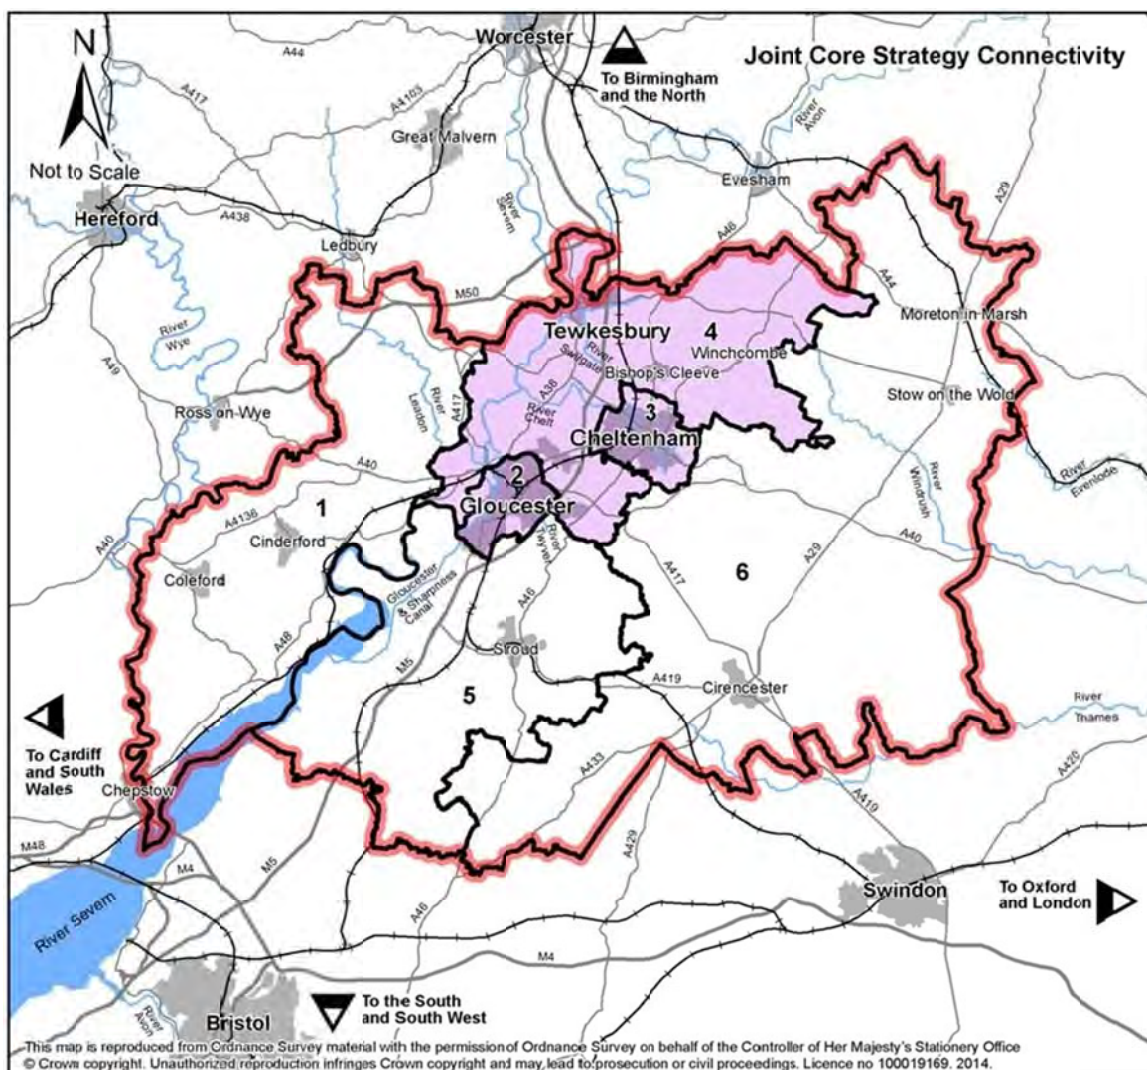 Joint Core Strategy Connectivity
N
Not to Scale
Worcester
To Birmingham
and the North
A44
A417
A4103
Great Malvern
River
Avon
Evesham
A29
Hereford
A438
Ledbury
River
Severn
A46
A44
M50
River
Wye
A49
Tewkesbury
4
Moreton-in-Marsh
River
Swilgate
Winchcombe
Bishop's Cleeve
Stow on the Wold
Ross-on-Wye
River
Leadon
A417
A38
River
Chelt
3
Cheltenham
A40
2
Gloucester
River
Windrush
River
Evenlode
1
A4136
Cinderford
A40
Coleford
River
Twyver
A417
A29
A40
6
Gloucester
& Sharpness
Canal
A46
A48
M5
Stroud
5
A419
Cirencester
River
Thames
To Cardiff
and South
Wales
Chepstow
A433
A419
A420
M48
M4
M5
A429
A46
Swindon
To Oxford
and London
River Severn
M4
River
Avon
Bristol
To the South
and South West
This map is reproduced from Ordnance Survey material with the permission of Ordnance Survey on behalf of the Controller of Her Majesty's Stationery Office
© Crown copyright. Unauthorized reproduction infringes Crown copyright and may lead to prosecution or civil proceedings. Licence no 100019169. 2014.